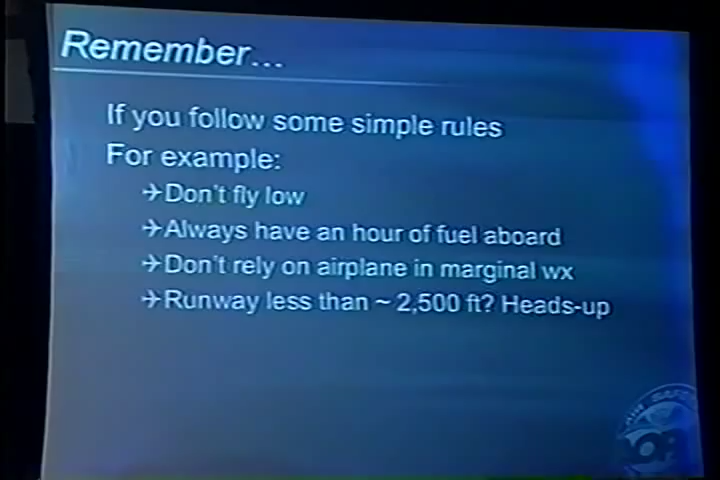 Remember...
If you follow some simple rules
For example:
✈Don't fly low
✈Always have an hour of fuel aboard
✈Don't rely on airplane in marginal wx
✈Runway less than ~ 2,500 ft? Heads-up